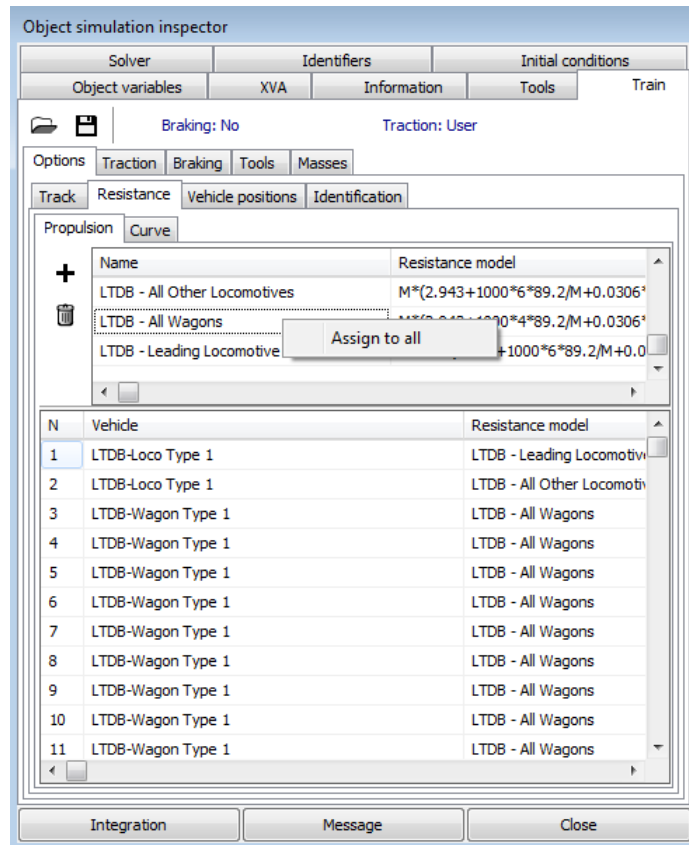 Object simulation inspector
Solver Identifiers Initial conditions
Object variables XVA Information Tools Train
Braking: No Traction: User
Options Traction Braking Tools Masses
Track Resistance Vehicle positions Identification
Propulsion Curve
Name Resistance model
LTDB - All Other Locomotives M*(2.943+1000*6*89.2/M+0.0306*
LTDB - All Wagons 00*4*89.2/M+0.0306*
Assign to all
LTDB - Leading Locomotive +1000*6*89.2/M+0.0
N Vehicle Resistance model
1 LTDB-Loco Type 1 LTDB - Leading Locomotiv
2 LTDB-Loco Type 1 LTDB - All Other Locomotiv
3 LTDB-Wagon Type 1 LTDB - All Wagons
4 LTDB-Wagon Type 1 LTDB - All Wagons
5 LTDB-Wagon Type 1 LTDB - All Wagons
6 LTDB-Wagon Type 1 LTDB - All Wagons
7 LTDB-Wagon Type 1 LTDB - All Wagons
8 LTDB-Wagon Type 1 LTDB - All Wagons
9 LTDB-Wagon Type 1 LTDB - All Wagons
10 LTDB-Wagon Type 1 LTDB - All Wagons
11 LTDB-Wagon Type 1 LTDB - All Wagons
Integration Message Close